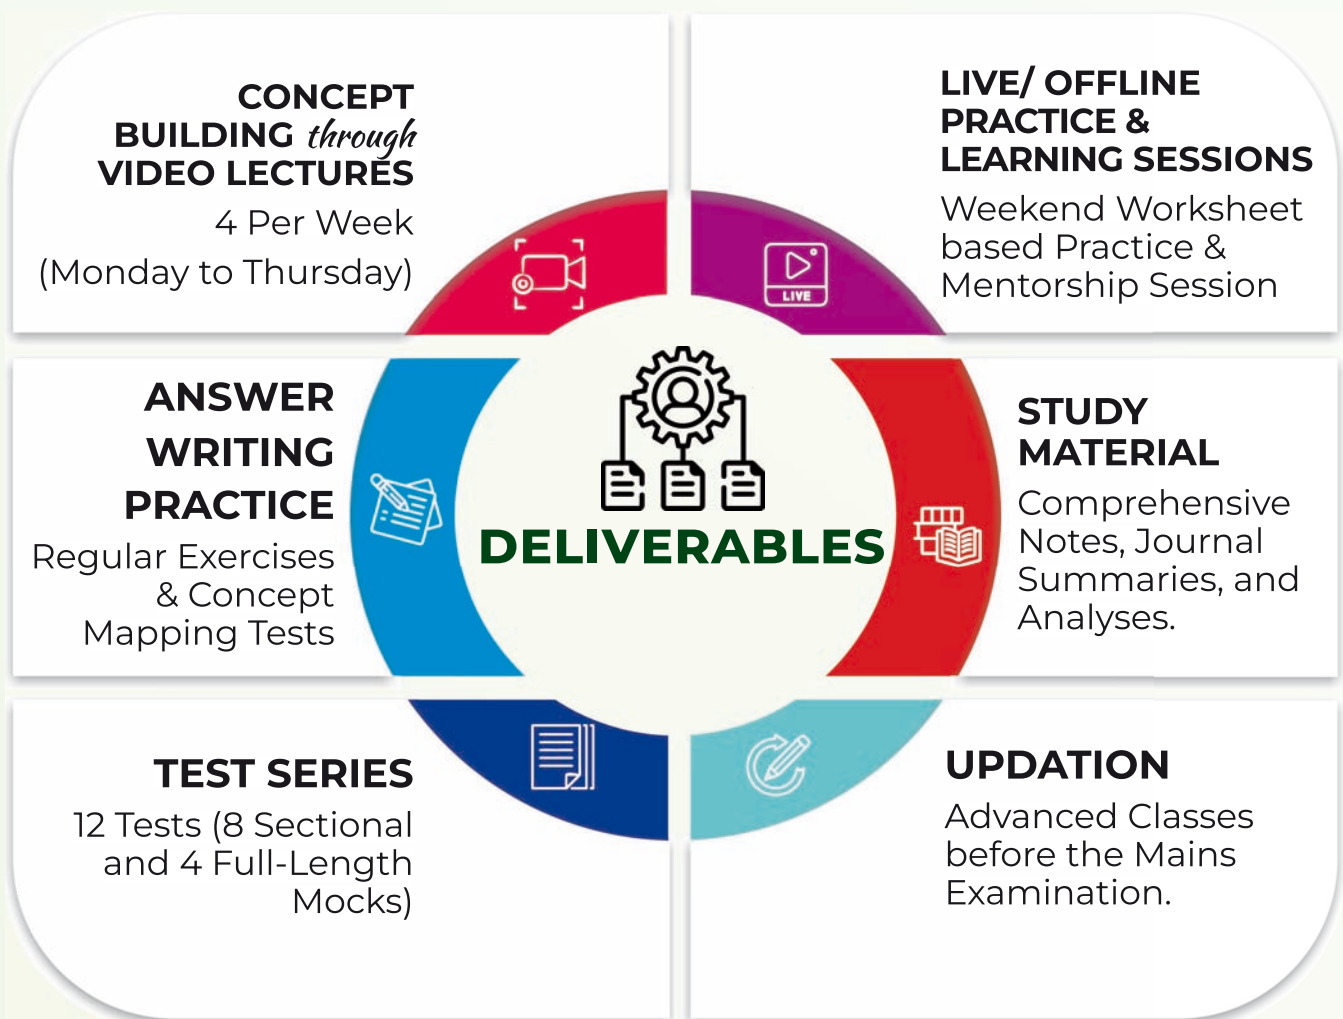 CONCEPT
BUILDING through
VIDEO LECTURES
4 Per Week
(Monday to Thursday)
LIVE/ OFFLINE
PRACTICE &
LEARNING SESSIONS
Weekend Worksheet
based Practice &
Mentorship Session
LIVE
ANSWER
WRITING
PRACTICE
Regular Exercises
& Concept
Mapping Tests
DELIVERABLES
STUDY
MATERIAL
Comprehensive
Notes, Journal
Summaries, and
Analyses.
TEST SERIES
12 Tests (8 Sectional
and 4 Full-Length
Mocks)
UPDATION
Advanced Classes
before the Mains
Examination.